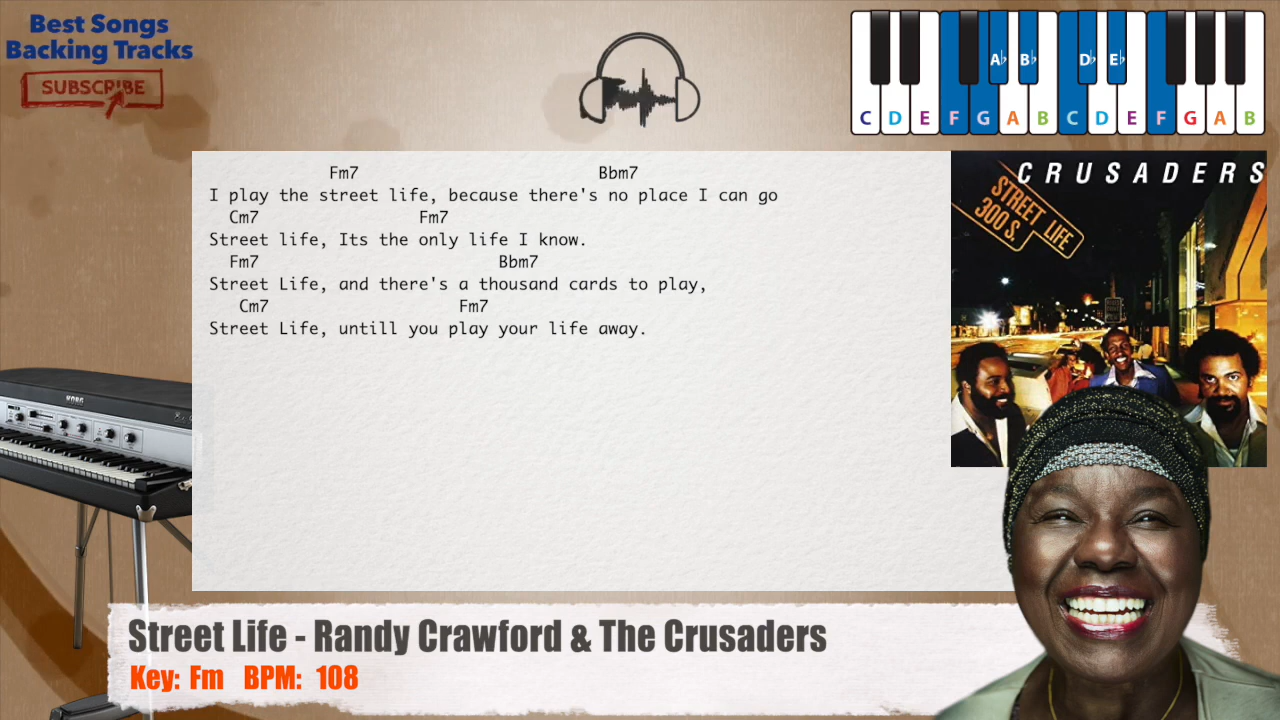 Best Songs
Backing Tracks
SUBSCRIBE
A♭ B♭ D♭ E♭
C D E F G A B C D E F G A B
Fm7 Bbm7
I play the street life, because there's no place I can go
Cm7 Fm7
Street life, Its the only life I know.
Fm7 Bbm7
Street Life, and there's a thousand cards to play,
Cm7 Fm7
Street Life, untill you play your life away.
CRUSADERS
STREET LIFE
300 S.
KORG
Street Life - Randy Crawford & The Crusaders
Key: Fm BPM: 108